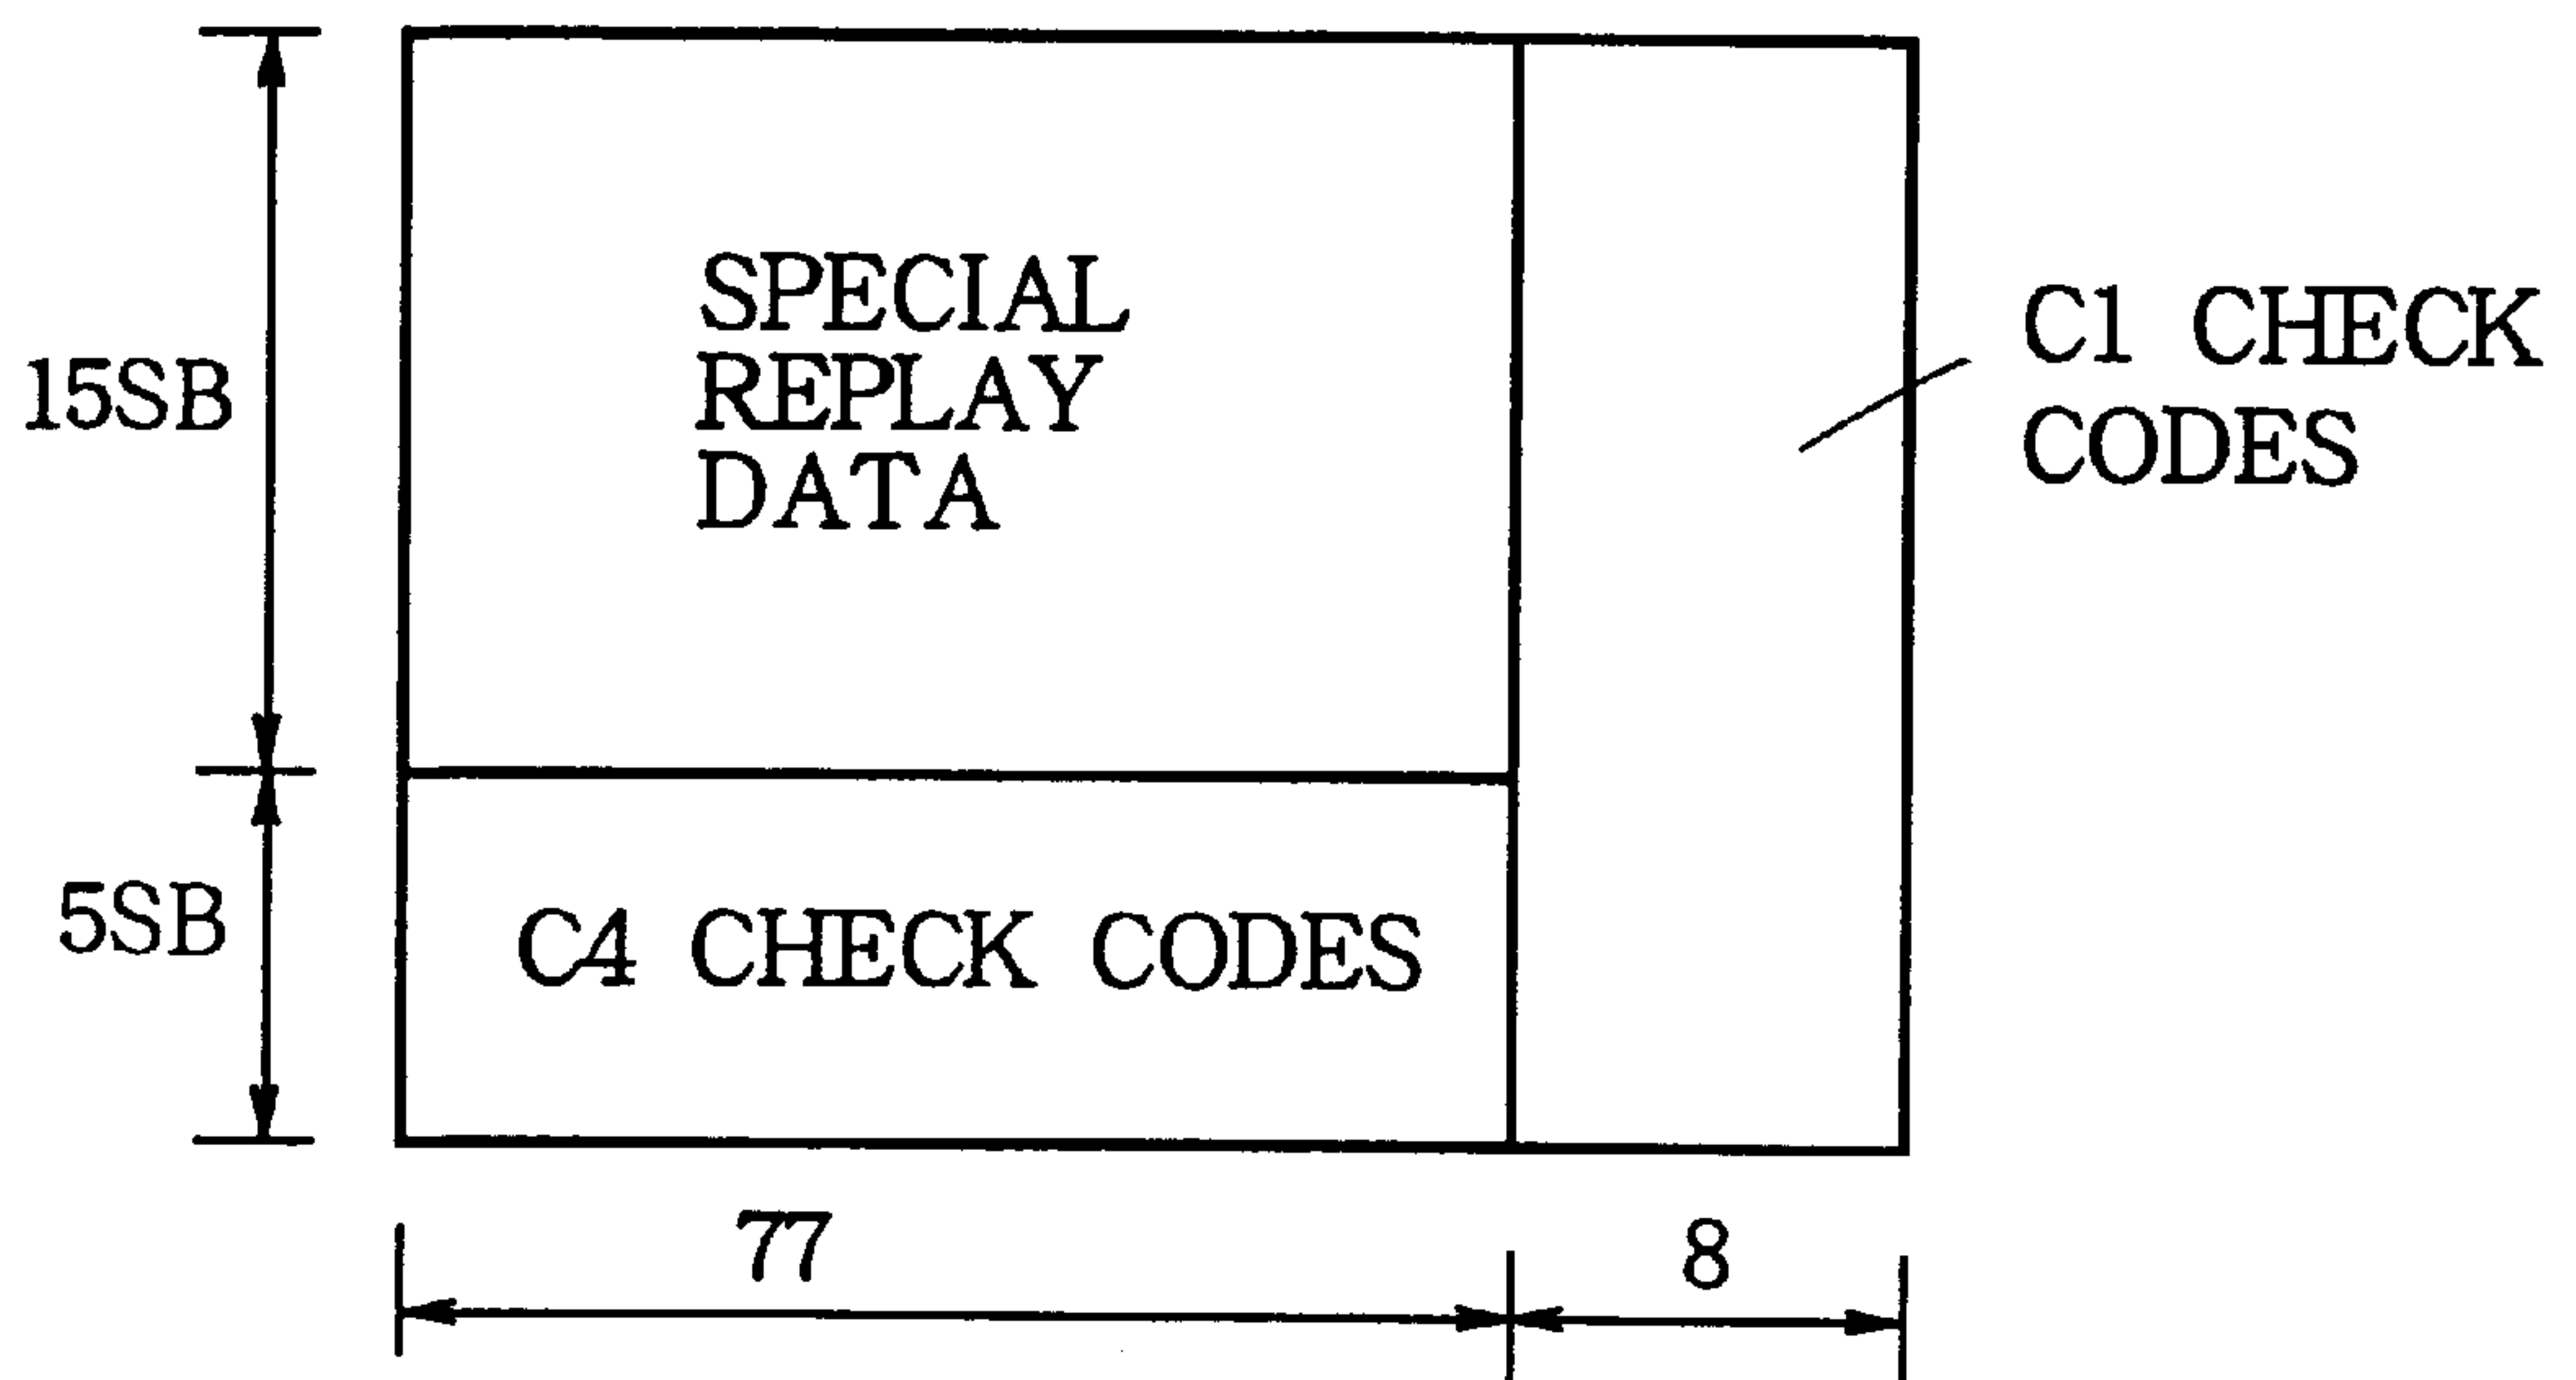 SPECIAL
REPLAY
DATA
C1 CHECK
CODES
15SB
5SB
C4 CHECK CODES
77
8